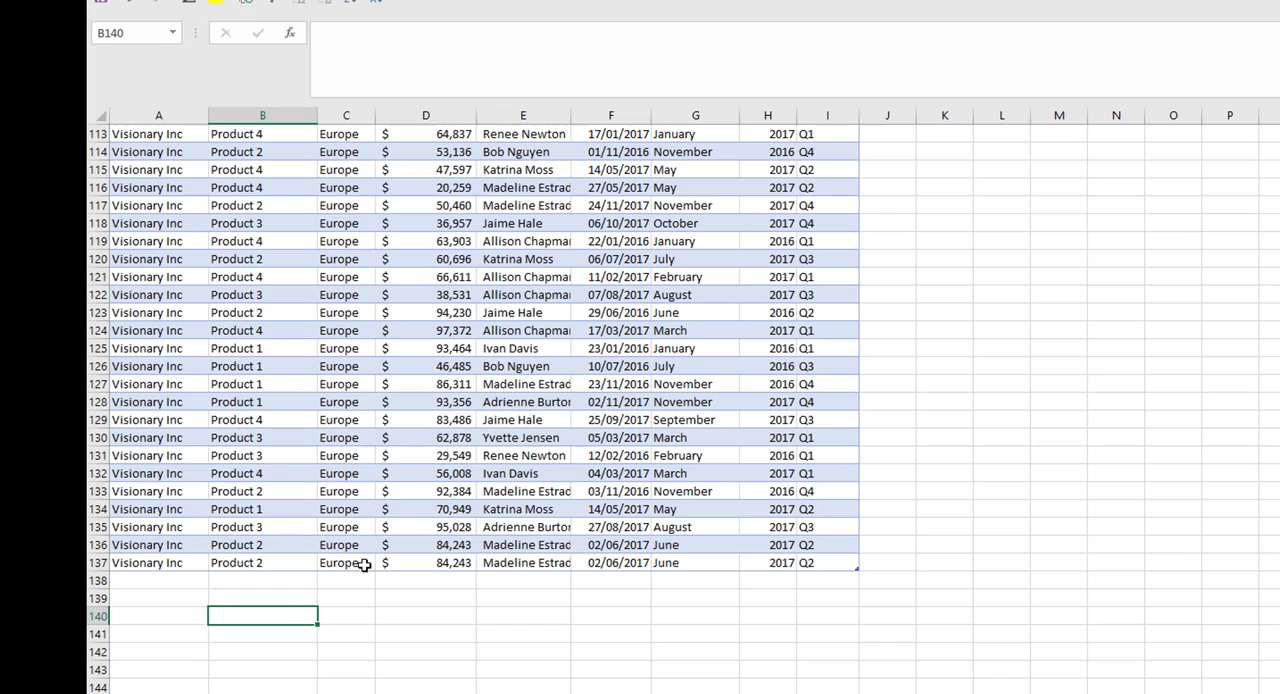 B140
fx
A B C D E F G H I J K L M N O P
113 Visionary Inc Product 4 Europe $ 64,837 Renee Newton 17/01/2017 January 2017 Q1
114 Visionary Inc Product 2 Europe $ 53,136 Bob Nguyen 01/11/2016 November 2016 Q4
115 Visionary Inc Product 4 Europe $ 47,597 Katrina Moss 14/05/2017 May 2017 Q2
116 Visionary Inc Product 4 Europe $ 20,259 Madeline Estrad 27/05/2017 May 2017 Q2
117 Visionary Inc Product 2 Europe $ 50,460 Madeline Estrad 24/11/2017 November 2017 Q4
118 Visionary Inc Product 3 Europe $ 36,957 Jaime Hale 06/10/2017 October 2017 Q4
119 Visionary Inc Product 4 Europe $ 63,903 Allison Chapmar 22/01/2016 January 2016 Q1
120 Visionary Inc Product 2 Europe $ 60,696 Katrina Moss 06/07/2017 July 2017 Q3
121 Visionary Inc Product 4 Europe $ 66,611 Allison Chapmar 11/02/2017 February 2017 Q1
122 Visionary Inc Product 3 Europe $ 38,531 Allison Chapmar 07/08/2017 August 2017 Q3
123 Visionary Inc Product 2 Europe $ 94,230 Jaime Hale 29/06/2016 June 2016 Q2
124 Visionary Inc Product 4 Europe $ 97,372 Allison Chapmar 17/03/2017 March 2017 Q1
125 Visionary Inc Product 1 Europe $ 93,464 Ivan Davis 23/01/2016 January 2016 Q1
126 Visionary Inc Product 1 Europe $ 46,485 Bob Nguyen 10/07/2016 July 2016 Q3
127 Visionary Inc Product 1 Europe $ 86,311 Madeline Estrad 23/11/2016 November 2016 Q4
128 Visionary Inc Product 1 Europe $ 93,356 Adrienne Burtor 02/11/2017 November 2017 Q4
129 Visionary Inc Product 4 Europe $ 83,486 Jaime Hale 25/09/2017 September 2017 Q3
130 Visionary Inc Product 3 Europe $ 62,878 Yvette Jensen 05/03/2017 March 2017 Q1
131 Visionary Inc Product 3 Europe $ 29,549 Renee Newton 12/02/2016 February 2016 Q1
132 Visionary Inc Product 4 Europe $ 56,008 Ivan Davis 04/03/2017 March 2017 Q1
133 Visionary Inc Product 2 Europe $ 92,384 Madeline Estrad 03/11/2016 November 2016 Q4
134 Visionary Inc Product 1 Europe $ 70,949 Katrina Moss 14/05/2017 May 2017 Q2
135 Visionary Inc Product 3 Europe $ 95,028 Adrienne Burtor 27/08/2017 August 2017 Q3
136 Visionary Inc Product 2 Europe $ 84,243 Madeline Estrad 02/06/2017 June 2017 Q2
137 Visionary Inc Product 2 Europe $ 84,243 Madeline Estrad 02/06/2017 June 2017 Q2
138
139
140
141
142
143
144